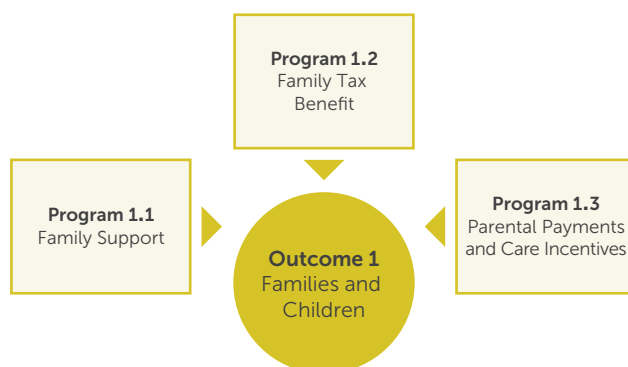 Program 1.2
Family Tax
Benefit
Program 1.1
Family Support
Program 1.3
Parental Payments
and Care Incentives
Outcome 1
Families and
Children